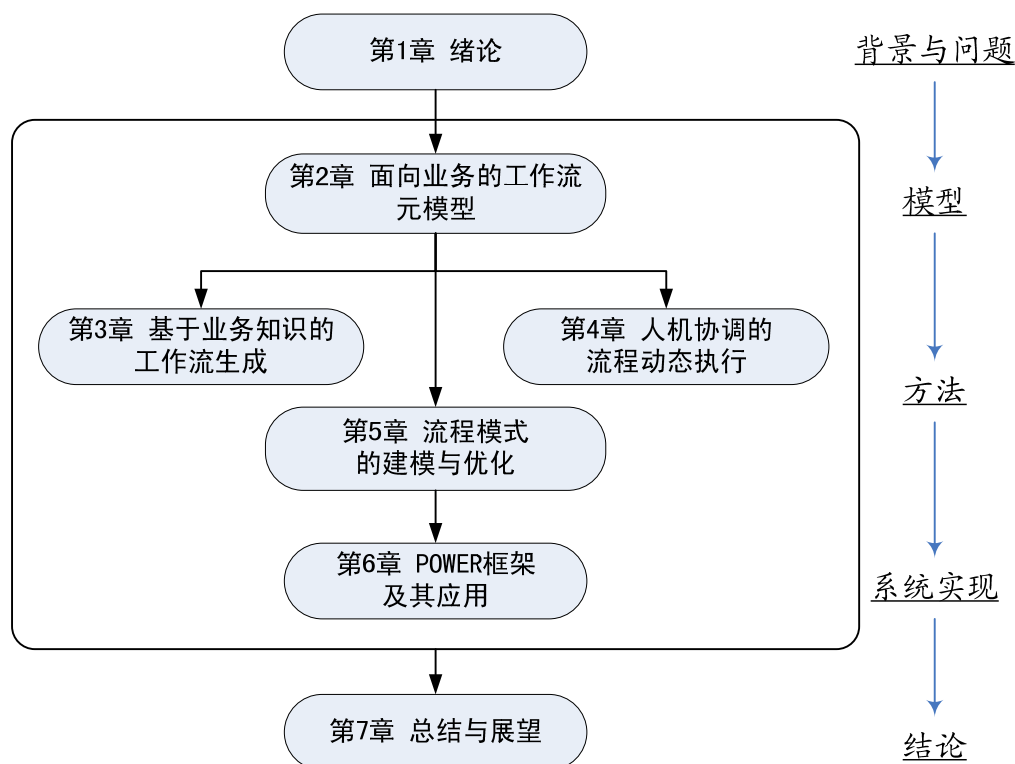 第1章 绪论
背景与问题
第2章 面向业务的工作流
元模型
模型
第3章 基于业务知识的
工作流生成
第4章 人机协调的
流程动态执行
方法
第5章 流程模式
的建模与优化
第6章 POWER框架
及其应用
系统实现
第7章 总结与展望
结论